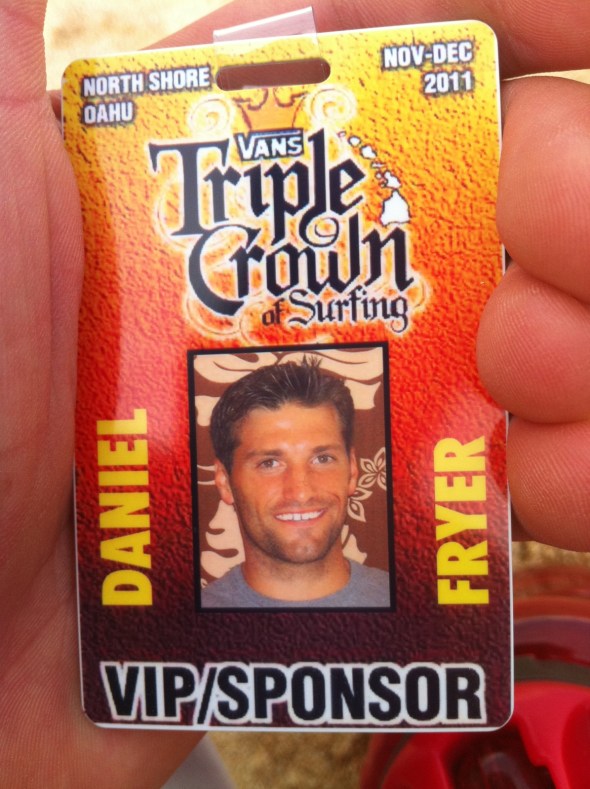 NORTH SHORE
OAHU
NOV-DEC
2011
VANS
Triple
Crown
of Surfing
DANIEL
FRYER
VIP/SPONSOR